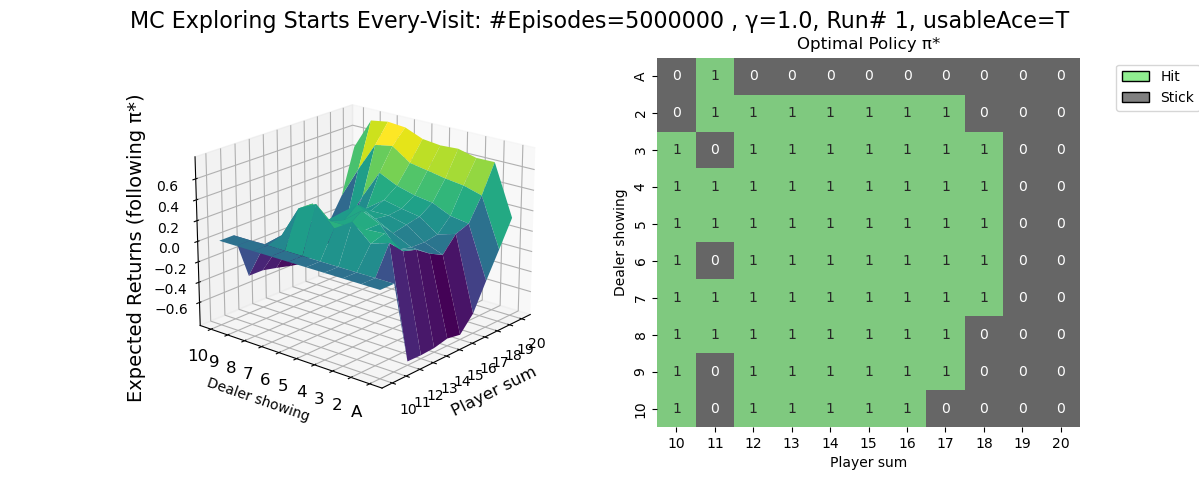 MC Exploring Starts Every-Visit: #Episodes=5000000 , γ=1.0, Run# 1, usableAce=T
Expected Returns (following π*)
0.6
0.4
0.2
0.0
−0.2
−0.4
−0.6
10 9 8 7 6 5 4 3 2 A
Dealer showing
10 11 12 13 14 15 16 17 18 19 20
Player sum
Optimal Policy π*
Dealer showing
A 0 1 0 0 0 0 0 0 0 0 0
2 0 1 1 1 1 1 1 1 0 0 0
3 1 0 1 1 1 1 1 1 1 0 0
4 1 1 1 1 1 1 1 1 1 0 0
5 1 1 1 1 1 1 1 1 1 0 0
6 1 0 1 1 1 1 1 1 1 0 0
7 1 1 1 1 1 1 1 1 1 0 0
8 1 1 1 1 1 1 1 1 0 0 0
9 1 0 1 1 1 1 1 1 0 0 0
10 1 0 1 1 1 1 1 0 0 0 0
10 11 12 13 14 15 16 17 18 19 20
Player sum
Hit
Stick